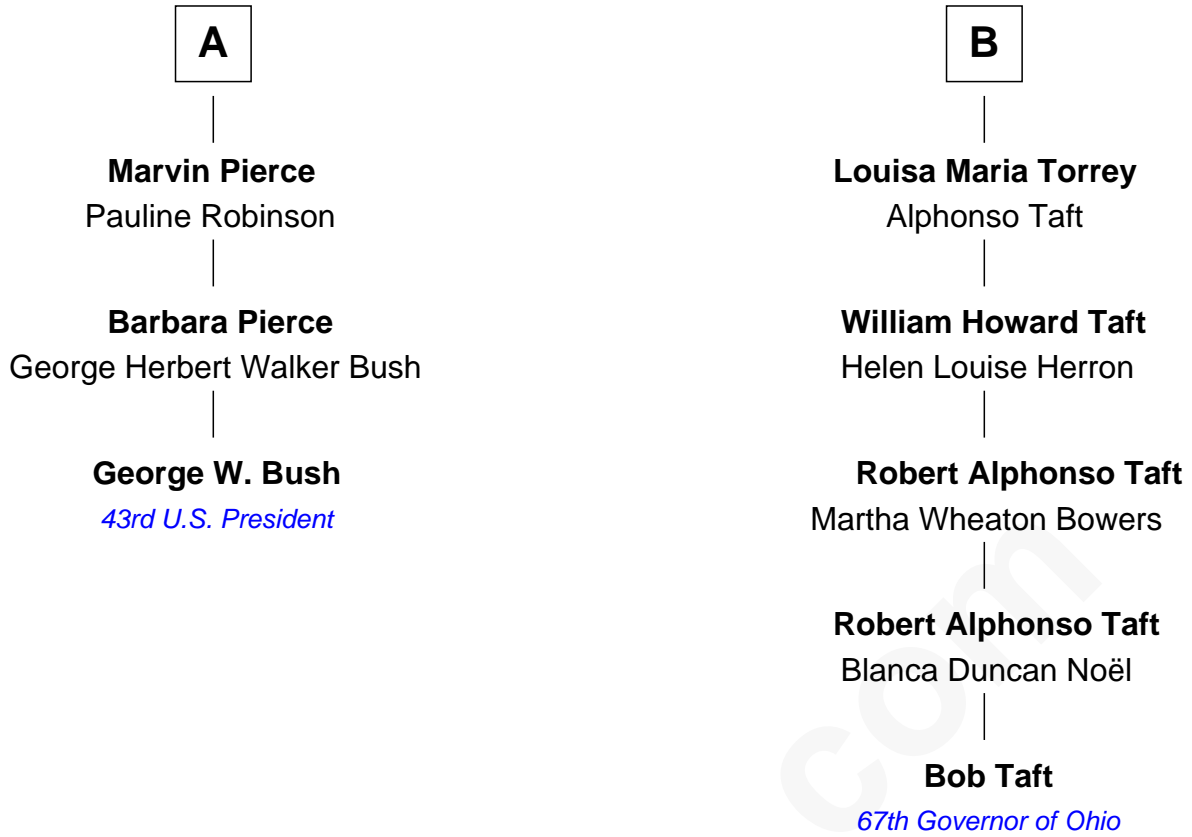 A
Marvin Pierce
Pauline Robinson
Barbara Pierce
George Herbert Walker Bush
George W. Bush
43rd U.S. President
B
Louisa Maria Torrey
Alphonso Taft
William Howard Taft
Helen Louise Herron
Robert Alphonso Taft
Martha Wheaton Bowers
Robert Alphonso Taft
Blanca Duncan Noël
Bob Taft
67th Governor of Ohio
com